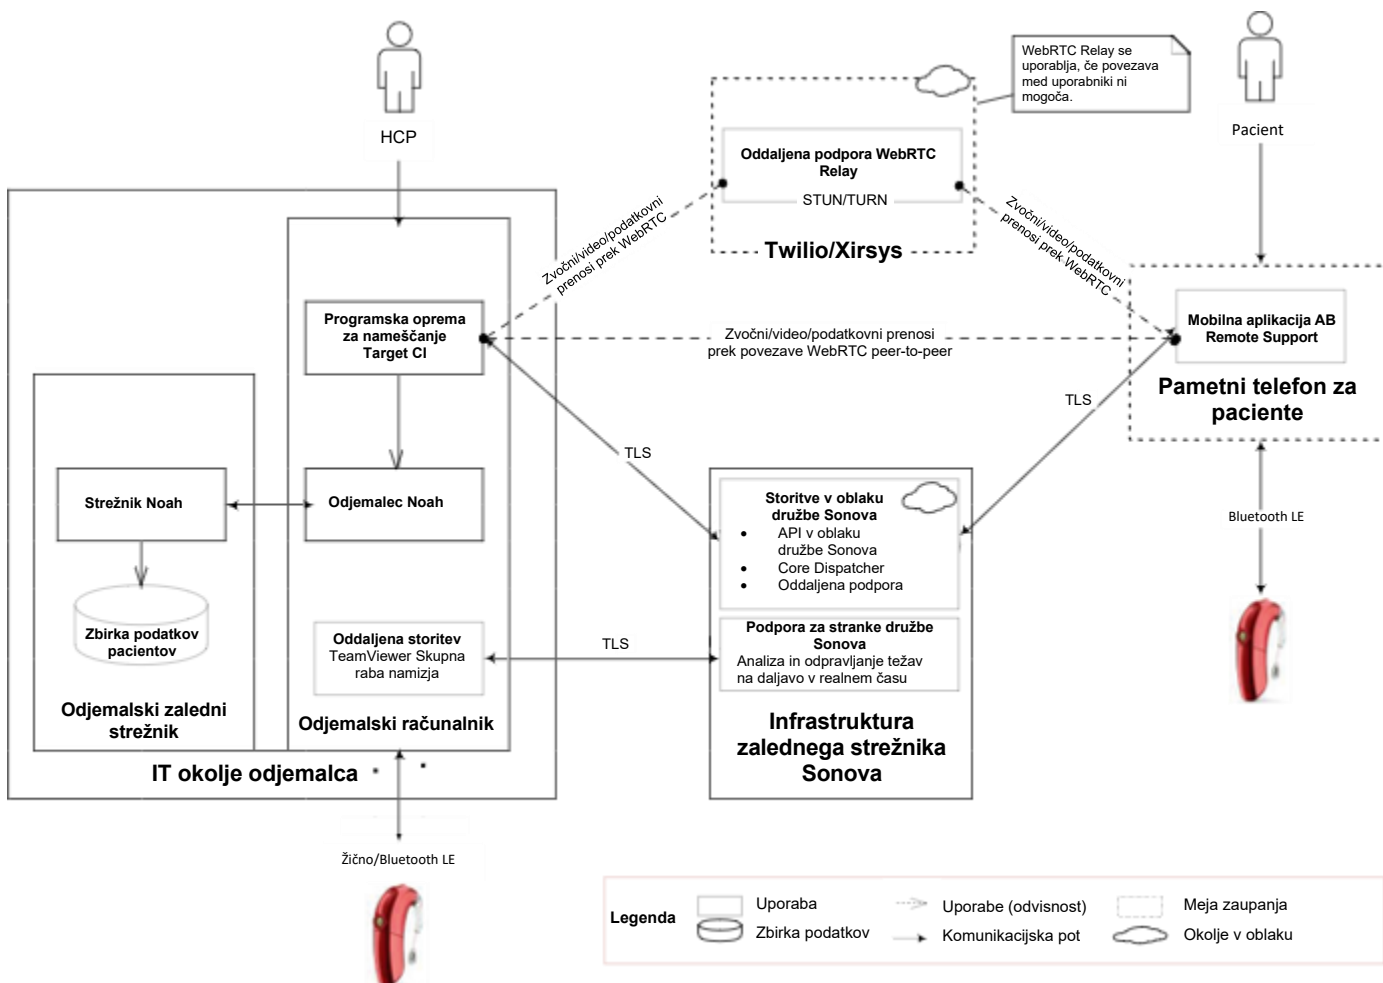 HCP
WebRTC Relay se
uporablja, če povezava
med uporabniki ni
mogoča.
Pacient
Oddaljena podpora WebRTC
Relay
STUN/TURN
Twilio/Xirsys
Zvočni/video/podatkovni
prenosi prek WebRTC
Zvočni/video/podatkovni
prenosi prek WebRTC
Programska oprema
za nameščanje
Target CI
Zvočni/video/podatkovni prenosi
prek povezave WebRTC peer-to-peer
Mobilna aplikacija AB
Remote Support
Pametni telefon za
paciente
TLS
TLS
Strežnik Noah
Odjemalec Noah
Storitve v oblaku
družbe Sonova
• API v oblaku
družbe Sonova
• Core Dispatcher
• Oddaljena podpora
Bluetooth LE
Zbirka podatkov
pacientov
Oddaljena storitev
TeamViewer Skupna
raba namizja
TLS
Podpora za stranke družbe
Sonova
Analiza in odpravljanje težav
na daljavo v realnem času
Odjemalski zaledni
strežnik
Odjemalski računalnik
Infrastruktura
zalednega strežnika
Sonova
IT okolje odjemalca
Žično/Bluetooth LE
Legenda
Uporaba
Uporabe (odvisnost)
Meja zaupanja
Zbirka podatkov
Komunikacijska pot
Okolje v oblaku